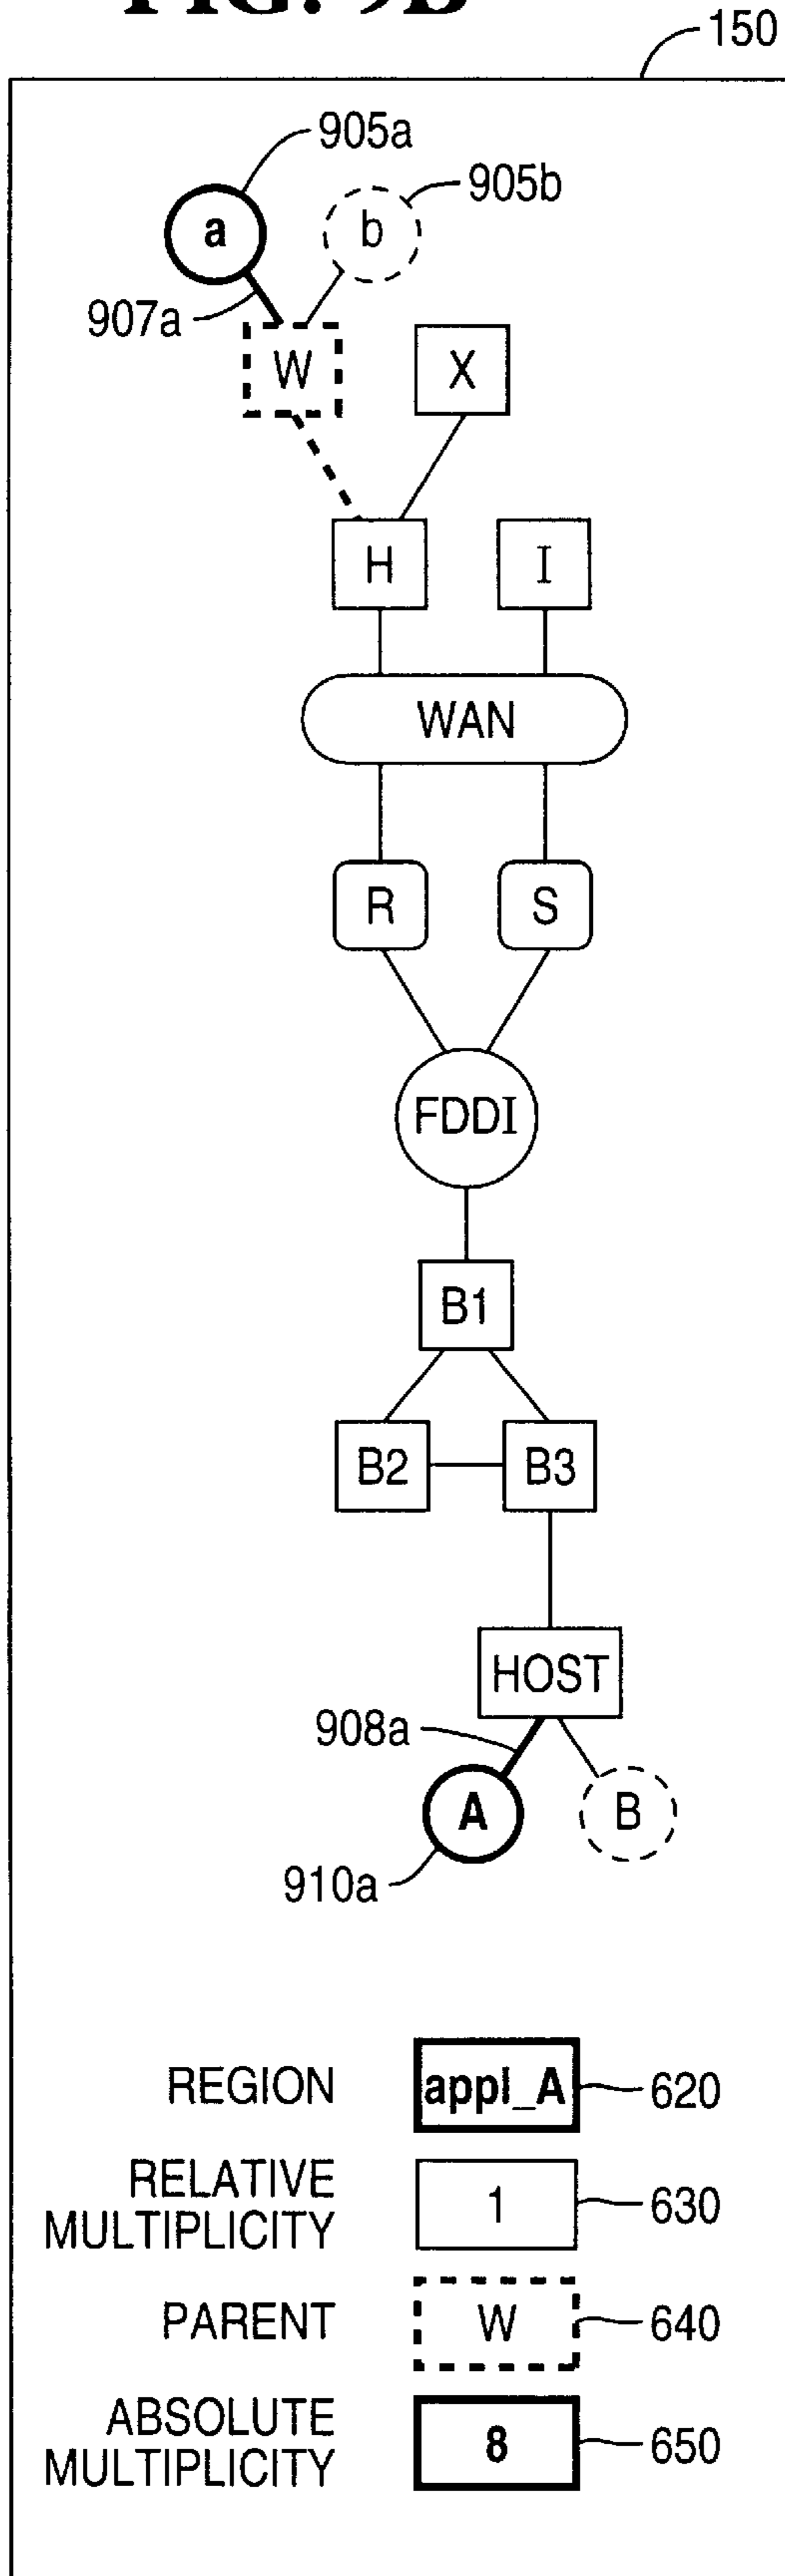 FIG. 9B
150
905a
905b
a
b
907a
W
X
H
I
WAN
R
S
FDDI
B1
B2
B3
HOST
908a
A
B
910a
REGION
appl_A
620
RELATIVE
MULTIPLICITY
1
630
PARENT
W
640
ABSOLUTE
MULTIPLICITY
8
650